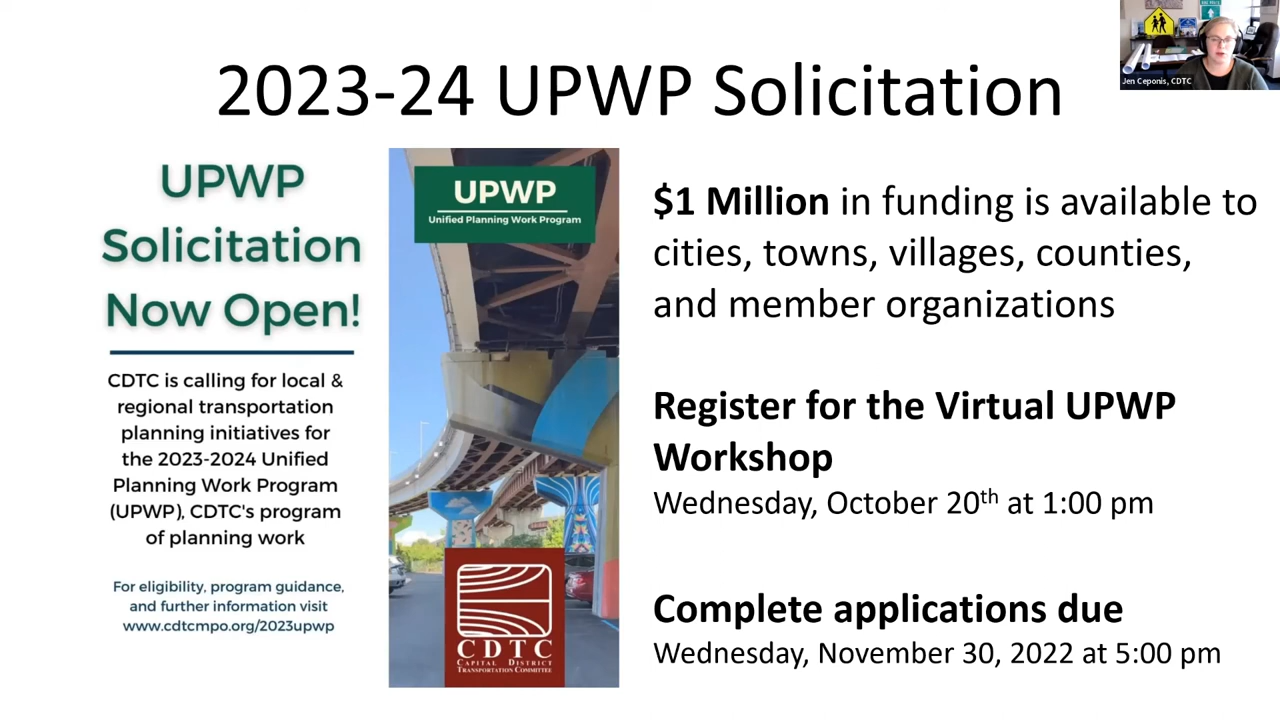 2023-24 UPWP Solicitation
Jen Ceponis, CDTC
UPWP
Solicitation
Now Open!
CDTC is calling for local &
regional transportation
planning initiatives for
the 2023-2024 Unified
Planning Work Program
(UPWP), CDTC's program
of planning work
For eligibility, program guidance,
and further information visit
www.cdtcmpo.org/2023upwp
UPWP
Unified Planning Work Program
CDTC
CAPITAL DISTRICT
TRANSPORTATION COMMITTEE
$1 Million in funding is available to
cities, towns, villages, counties,
and member organizations
Register for the Virtual UPWP
Workshop
Wednesday, October 20th at 1:00 pm
Complete applications due
Wednesday, November 30, 2022 at 5:00 pm